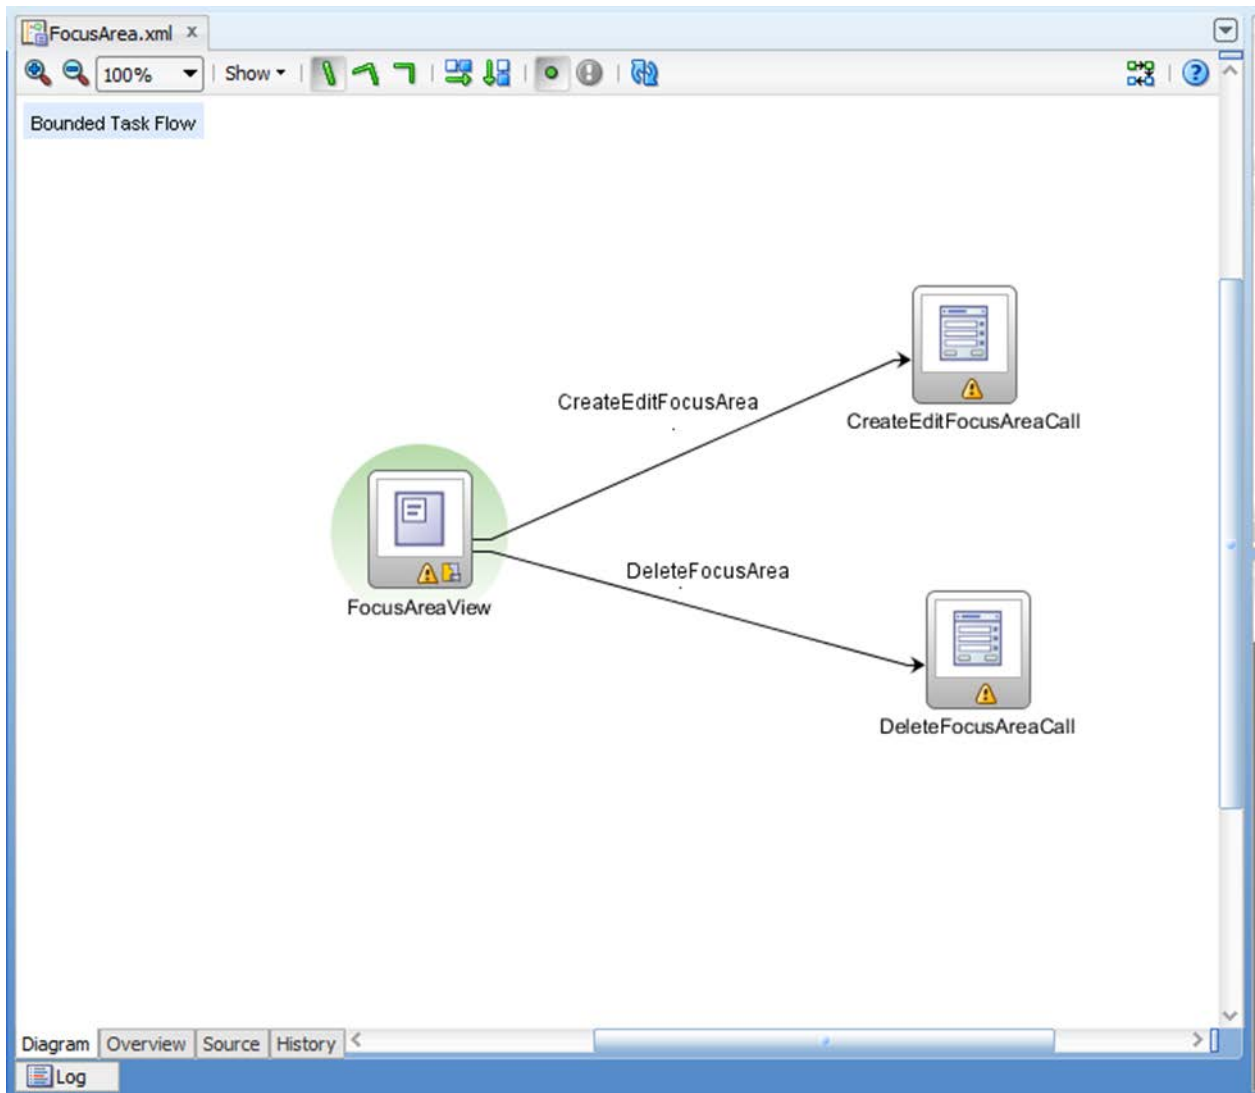 FocusArea.xml x
100% Show
Bounded Task Flow
CreateEditFocusArea
CreateEditFocusAreaCall
DeleteFocusArea
FocusAreaView
DeleteFocusAreaCall
Diagram Overview Source History
Log